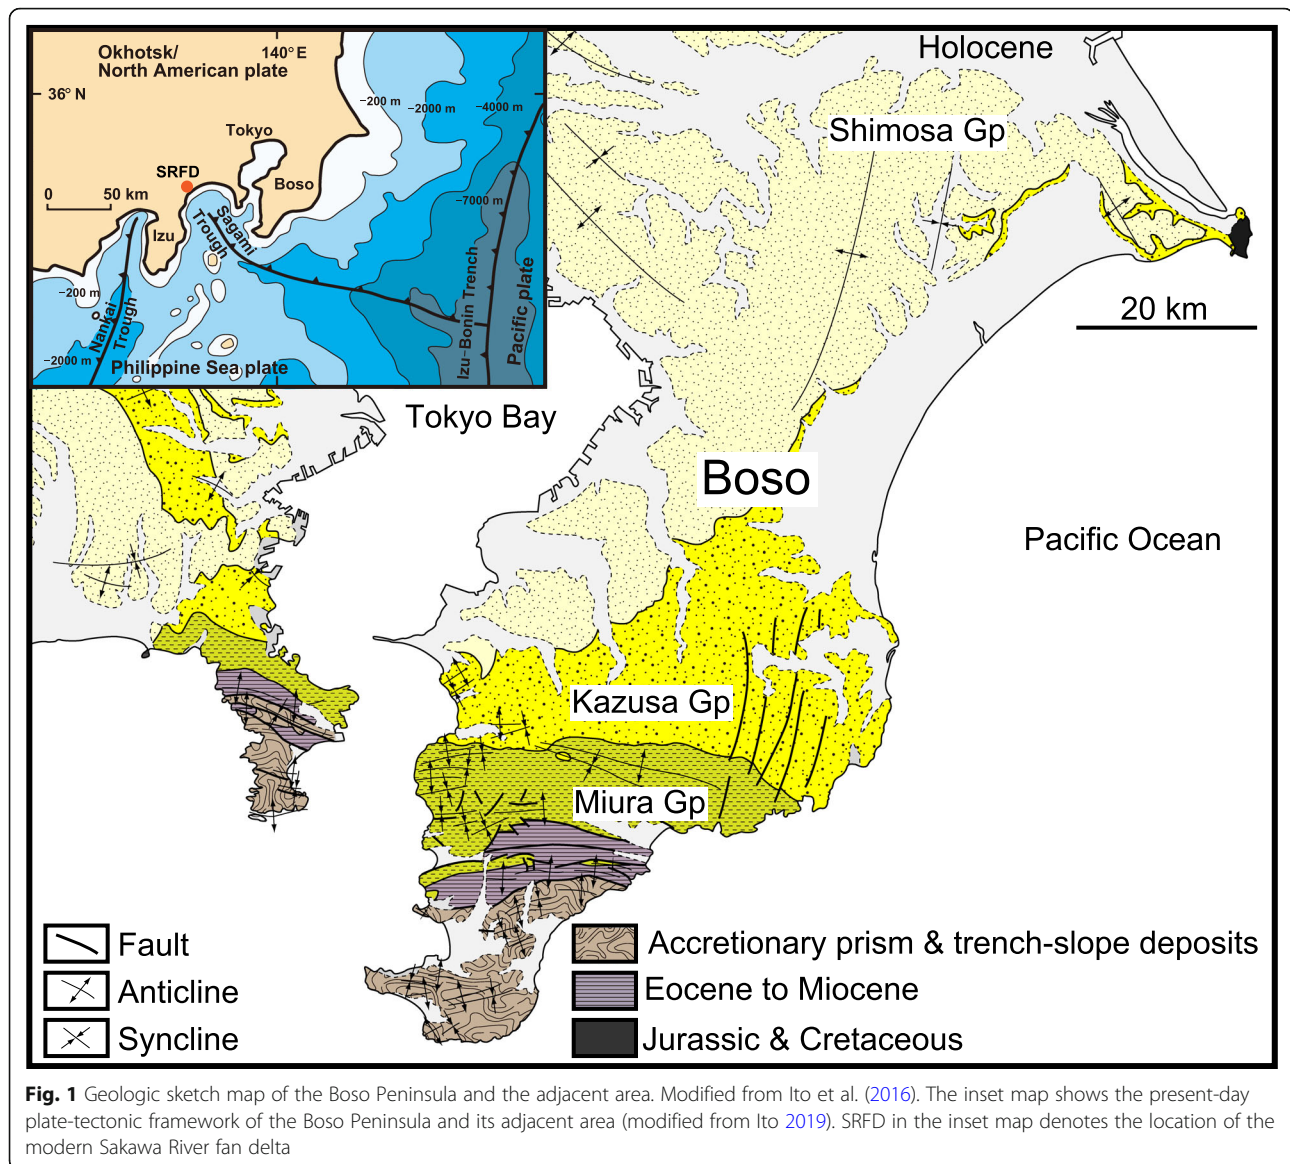 Okhotsk/
North American plate
140° E
36° N
−200 m
−2000 m
−4000 m
Tokyo
SRFD
Boso
0 50 km
−7000 m
Izu
Sagami
Trough
−200 m
Nankai
Trough
−2000 m
Philippine Sea plate
Izu−Bonin Trench
Pacific plate
Holocene
Shimosa Gp
20 km
Tokyo Bay
Boso
Pacific Ocean
Kazusa Gp
Miura Gp
Fault
Anticline
Syncline
Accretionary prism & trench-slope deposits
Eocene to Miocene
Jurassic & Cretaceous
Fig. 1 Geologic sketch map of the Boso Peninsula and the adjacent area. Modified from Ito et al. (2016). The inset map shows the present-day
plate-tectonic framework of the Boso Peninsula and its adjacent area (modified from Ito 2019). SRFD in the inset map denotes the location of the
modern Sakawa River fan delta